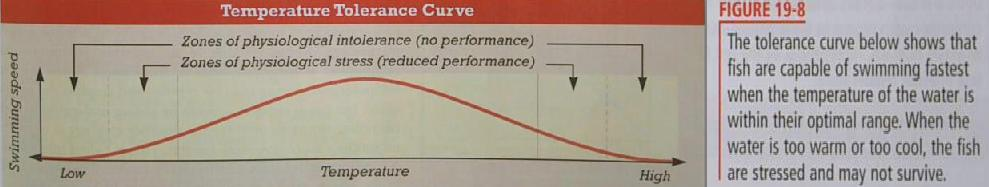 Temperature Tolerance Curve
Zones of physiological intolerance (no performance)
Zones of physiological stress (reduced performance)
Swimming speed
Low
Temperature
High
FIGURE 19-8
The tolerance curve below shows that
fish are capable of swimming fastest
when the temperature of the water is
within their optimal range. When the
water is too warm or too cool, the fish
are stressed and may not survive.